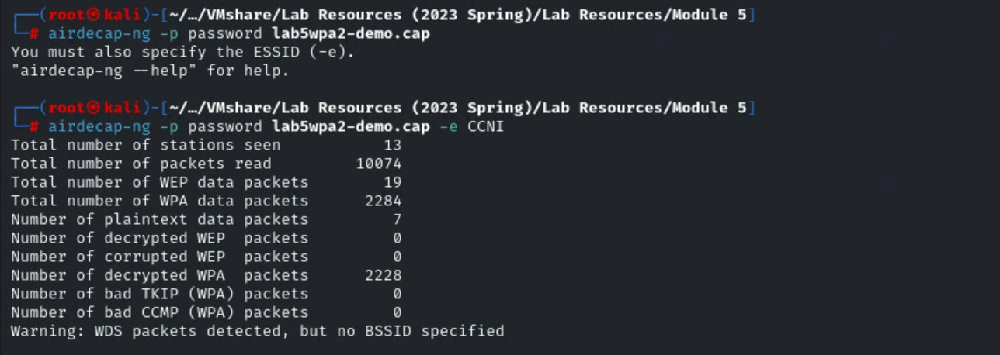 ┌──(root㉿kali)-[~/…/VMshare/Lab Resources (2023 Spring)/Lab Resources/Module 5]
└─# airdecap-ng -p password lab5wpa2-demo.cap
You must also specify the ESSID (-e).
"airdecap-ng --help" for help.
┌──(root㉿kali)-[~/…/VMshare/Lab Resources (2023 Spring)/Lab Resources/Module 5]
└─# airdecap-ng -p password lab5wpa2-demo.cap -e CCNI
Total number of stations seen           13
Total number of packets read         10074
Total number of WEP data packets        19
Total number of WPA data packets      2284
Number of plaintext data packets         7
Number of decrypted WEP  packets         0
Number of corrupted WEP  packets         0
Number of decrypted WPA  packets      2228
Number of bad TKIP (WPA) packets         0
Number of bad CCMP (WPA) packets         0
Warning: WDS packets detected, but no BSSID specified